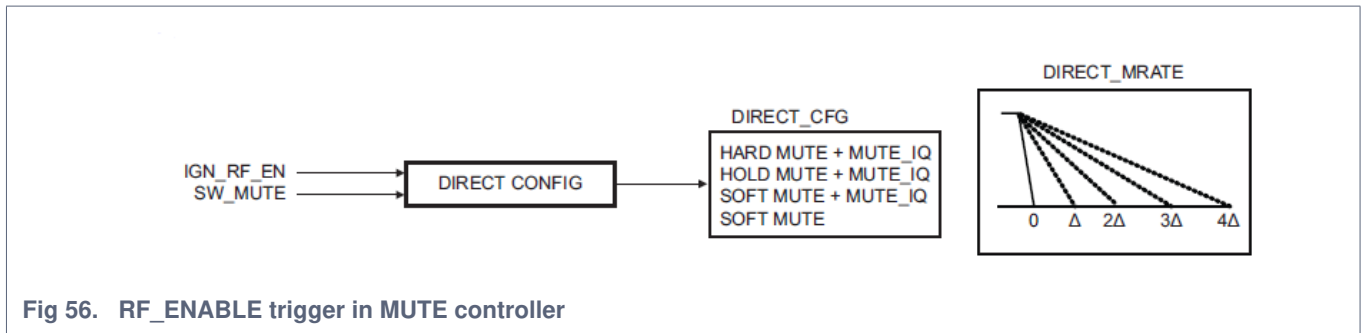 IGN_RF_EN
SW_MUTE
DIRECT CONFIG
DIRECT_CFG
HARD MUTE + MUTE_IQ
HOLD MUTE + MUTE_IQ
SOFT MUTE + MUTE_IQ
SOFT MUTE
DIRECT_MRATE
0 Δ 2Δ 3Δ 4Δ
Fig 56. RF_ENABLE trigger in MUTE controller